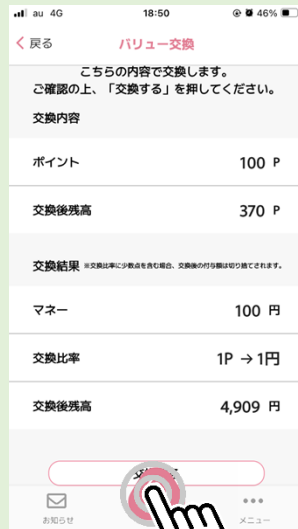 au 4G 18:50 46%
戻る バリュー交換
こちらの内容で交換します。
ご確認の上、「交換する」を押してください。
交換内容
ポイント 100 P
交換後残高 370 P
交換結果 ※交換比率に少数点を含む場合、交換後の付与額は切り捨てされます。
マネー 100 円
交換比率 1P → 1円
交換後残高 4,909 円
お知らせ メニュー